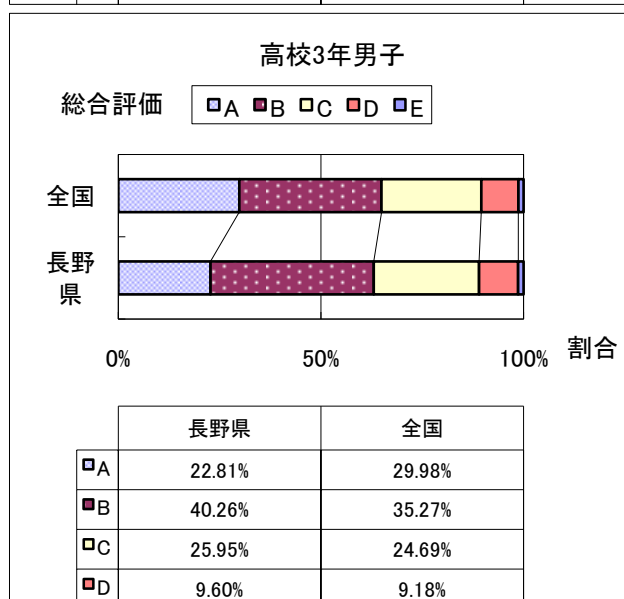 高校3年男子
総合評価 A B C D E
全国
長野
県
0% 50% 100% 割合
長野県 全国
A 22.81% 29.98%
B 40.26% 35.27%
C 25.95% 24.69%
D 9.60% 9.18%